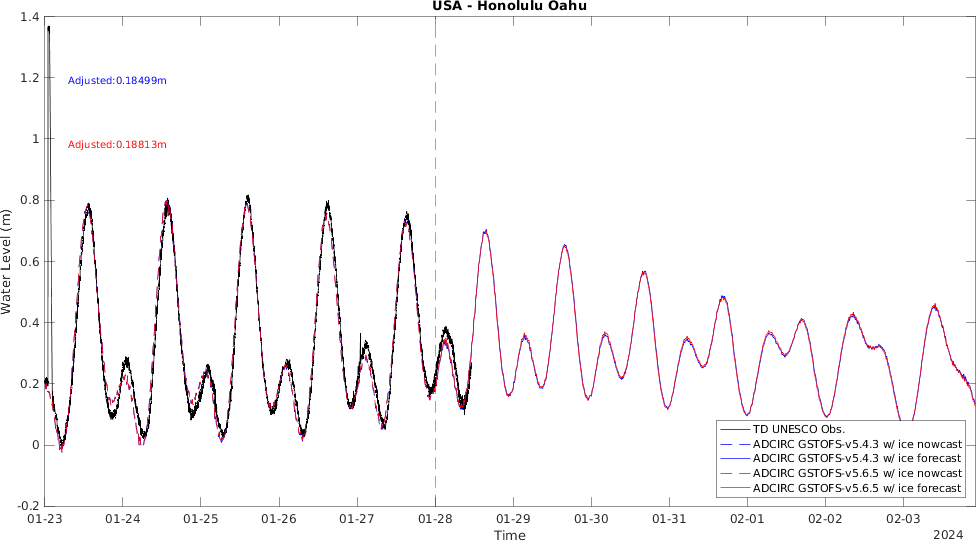 USA - Honolulu Oahu
1.4
1.2
1
0.8
0.6
0.4
0.2
0
-0.2
Water Level (m)
Adjusted:0.18499m
Adjusted:0.18813m
TD UNESCO Obs.
ADCIRC GSTOFS-v5.4.3 w/ ice nowcast
ADCIRC GSTOFS-v5.4.3 w/ ice forecast
ADCIRC GSTOFS-v5.6.5 w/ ice nowcast
ADCIRC GSTOFS-v5.6.5 w/ ice forecast
01-23 01-24 01-25 01-26 01-27 01-28 01-29 01-30 01-31 02-01 02-02 02-03
Time
2024